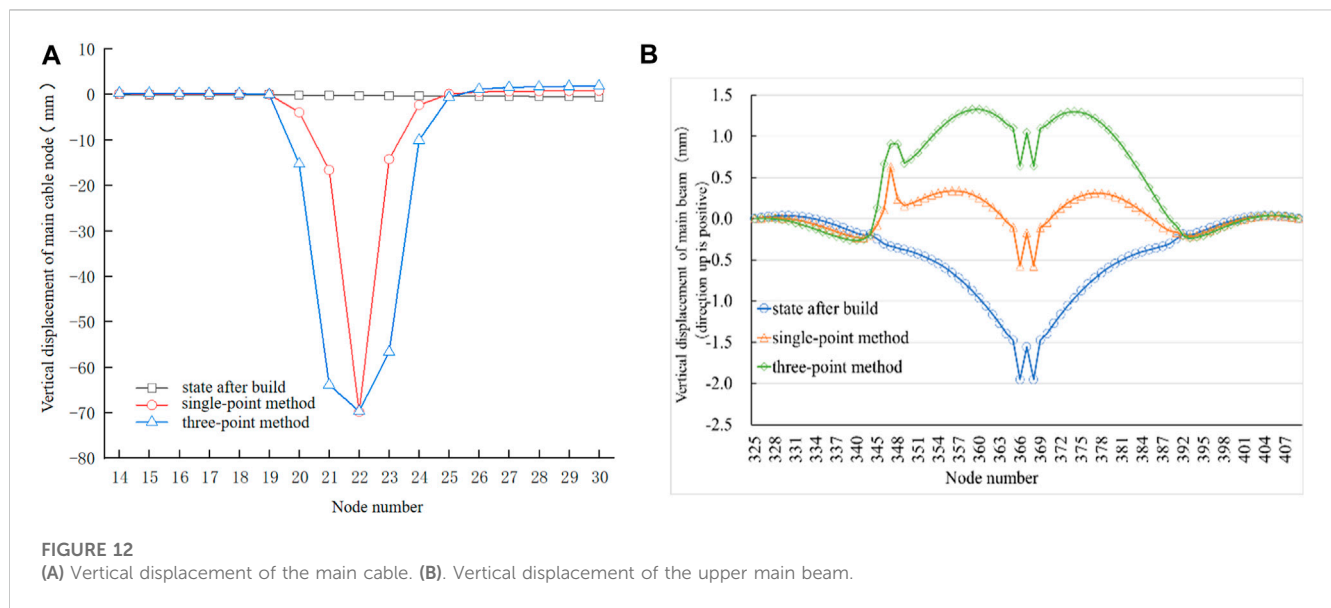 A
B
10
0
−10
−20
−30
−40
−50
−60
−70
−80
Vertical displacement of main cable node ( mm )
state after build
single-point method
three-point method
14 15 16 17 18 19 20 21 22 23 24 25 26 27 28 29 30
Node number
1.5
1.0
0.5
0.0
-0.5
-1.0
-1.5
-2.0
-2.5
Vertical displacement of main beam (mm)
(direction up is positive)
state after build
single-point method
three-point method
325 328 331 334 337 340 345 348 351 354 357 360 363 366 369 372 375 378 381 384 387 392 395 398 401 404 407
Node number
FIGURE 12
(A) Vertical displacement of the main cable. (B). Vertical displacement of the upper main beam.